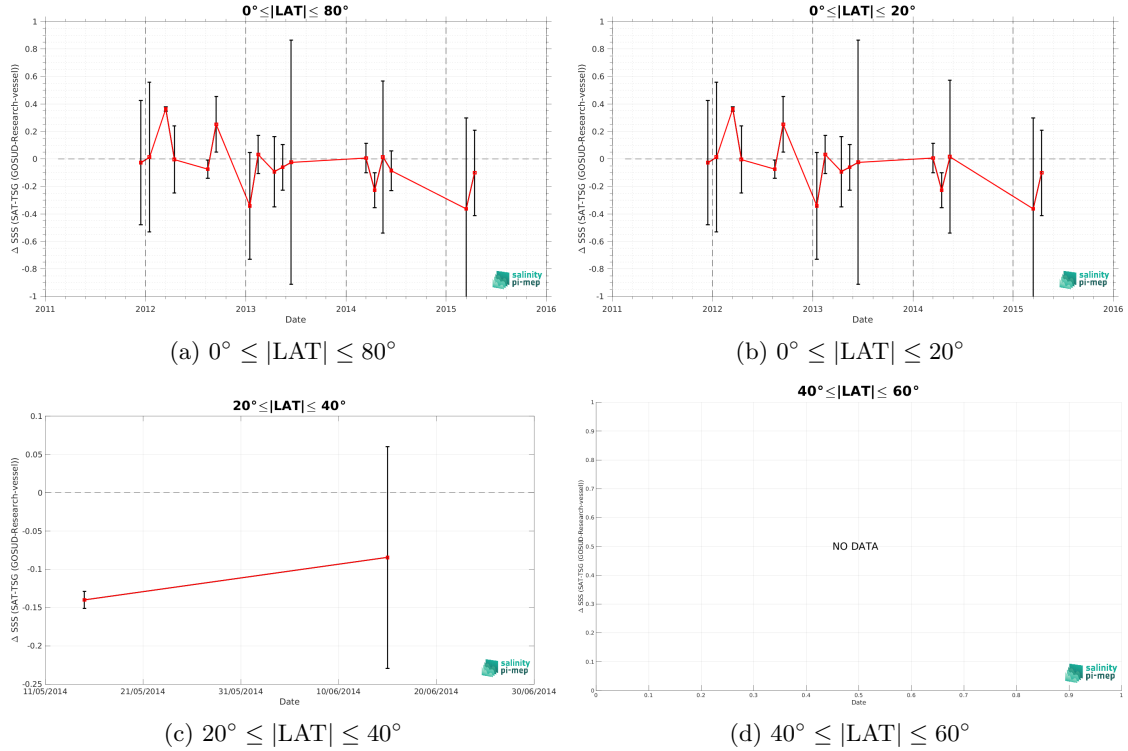 0°≤|LAT|≤ 80°
Δ SSS (SAT-TSG (GOSUD-Research-vessel))
1
0.8
0.6
0.4
0.2
0
-0.2
-0.4
-0.6
-0.8
-1
2011 2012 2013 2014 2015 2016
Date
salinity
pi-mep
(a) 0° ≤ |LAT| ≤ 80°
0°≤|LAT|≤ 20°
Δ SSS (SAT-TSG (GOSUD-Research-vessel))
1
0.8
0.6
0.4
0.2
0
-0.2
-0.4
-0.6
-0.8
-1
2011 2012 2013 2014 2015 2016
Date
salinity
pi-mep
(b) 0° ≤ |LAT| ≤ 20°
20°≤|LAT|≤ 40°
Δ SSS (SAT-TSG (GOSUD-Research-vessel))
0.1
0.05
0
-0.05
-0.1
-0.15
-0.2
-0.25
11/05/2014 21/05/2014 31/05/2014 10/06/2014 20/06/2014 30/06/2014
Date
salinity
pi-mep
(c) 20° ≤ |LAT| ≤ 40°
40°≤|LAT|≤ 60°
Δ SSS (SAT-TSG (GOSUD-Research-vessel))
1
0.9
0.8
0.7
0.6
0.5
0.4
0.3
0.2
0.1
0
NO DATA
0 0.1 0.2 0.3 0.4 0.5 0.6 0.7 0.8 0.9 1
Date
salinity
pi-mep
(d) 40° ≤ |LAT| ≤ 60°